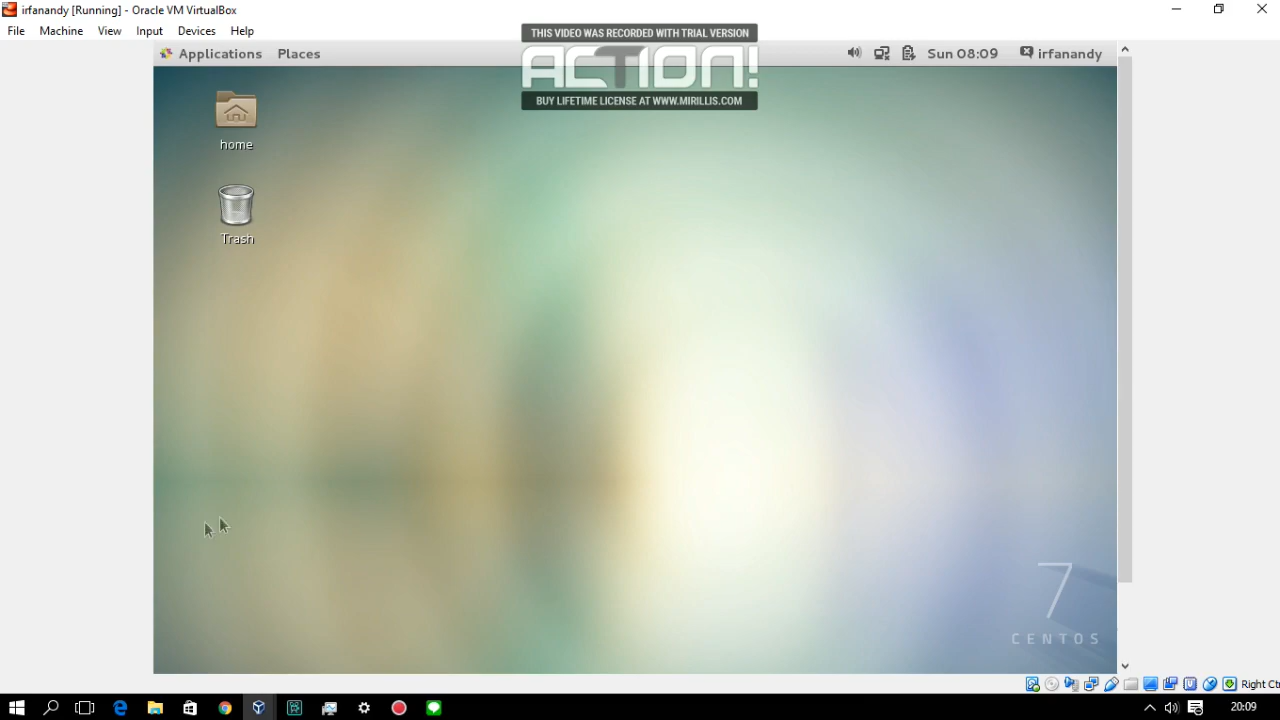 irfanandy [Running] - Oracle VM VirtualBox
File Machine View Input Devices Help
THIS VIDEO WAS RECORDED WITH TRIAL VERSION
ACTION!
BUY LIFETIME LICENSE AT WWW.MIRILLIS.COM
Applications Places Sun 08:09 irfanandy
home
Trash
7
CENTOS
Right Ct
20:09